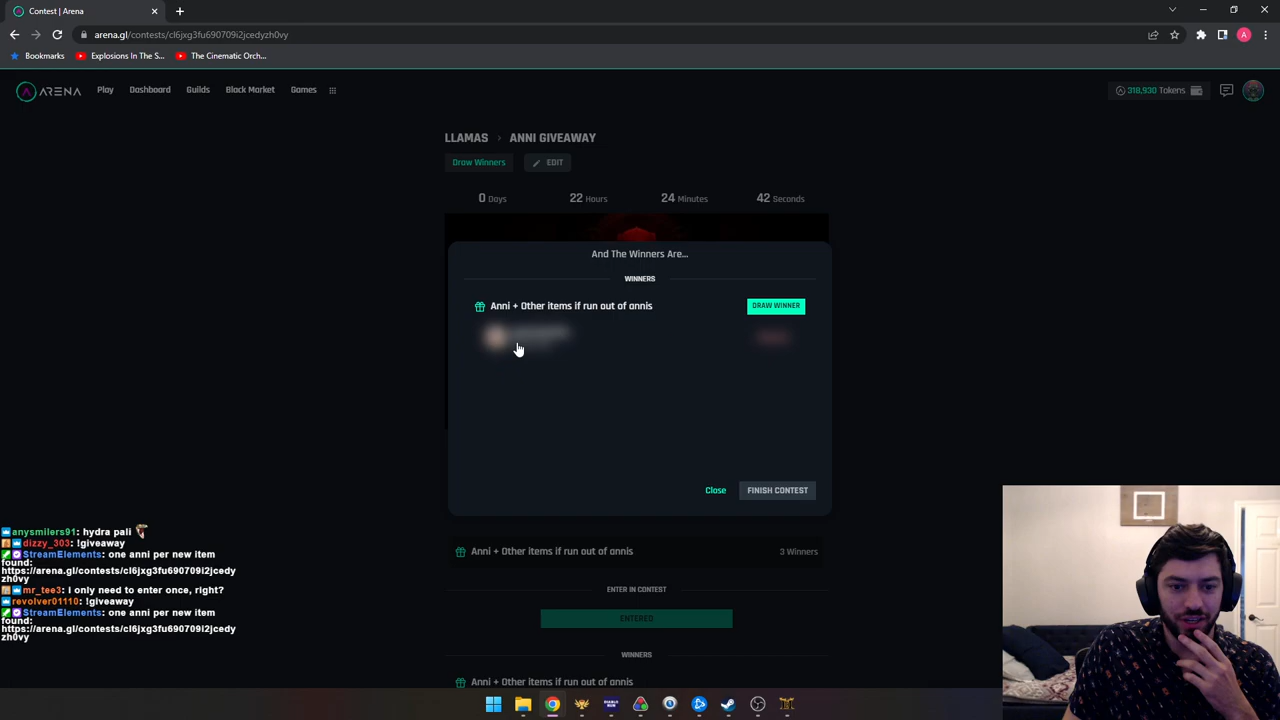 Contest | Arena
arena.gl/contests/cl6jxg3fu690709i2jcedyzh0vy
Bookmarks
Explosions In The S...
The Cinematic Orch...
ARENA
Play
Dashboard
Guilds
Black Market
Games
318,930 Tokens
LLAMAS > ANNI GIVEAWAY
Draw Winners
EDIT
0 Days
22 Hours
24 Minutes
42 Seconds
And The Winners Are...
WINNERS
Anni + Other items if run out of annis
DRAW WINNER
Close
FINISH CONTEST
Anni + Other items if run out of annis
3 Winners
ENTER IN CONTEST
ENTERED
WINNERS
Anni + Other items if run out of annis
anysmilers91: hydra pali
dizzy_303: !giveaway
StreamElements: one anni per new item
found:
https://arena.gl/contests/cl6jxg3fu690709i2jcedy
zh0vy
mr_tee3: i only need to enter once, right?
revolver01110: !giveaway
StreamElements: one anni per new item
found:
https://arena.gl/contests/cl6jxg3fu690709i2jcedy
zh0vy